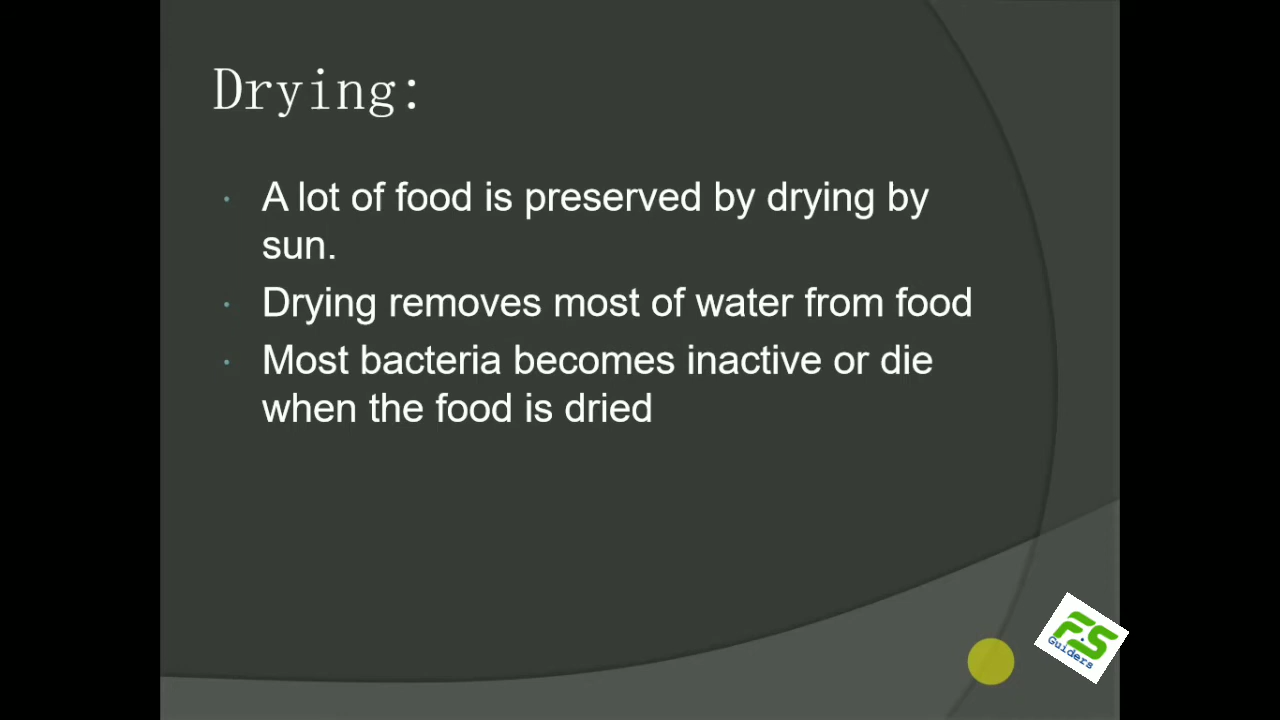 Drying:
· A lot of food is preserved by drying by
sun.
· Drying removes most of water from food
· Most bacteria becomes inactive or die
when the food is dried
F.S
Guiders